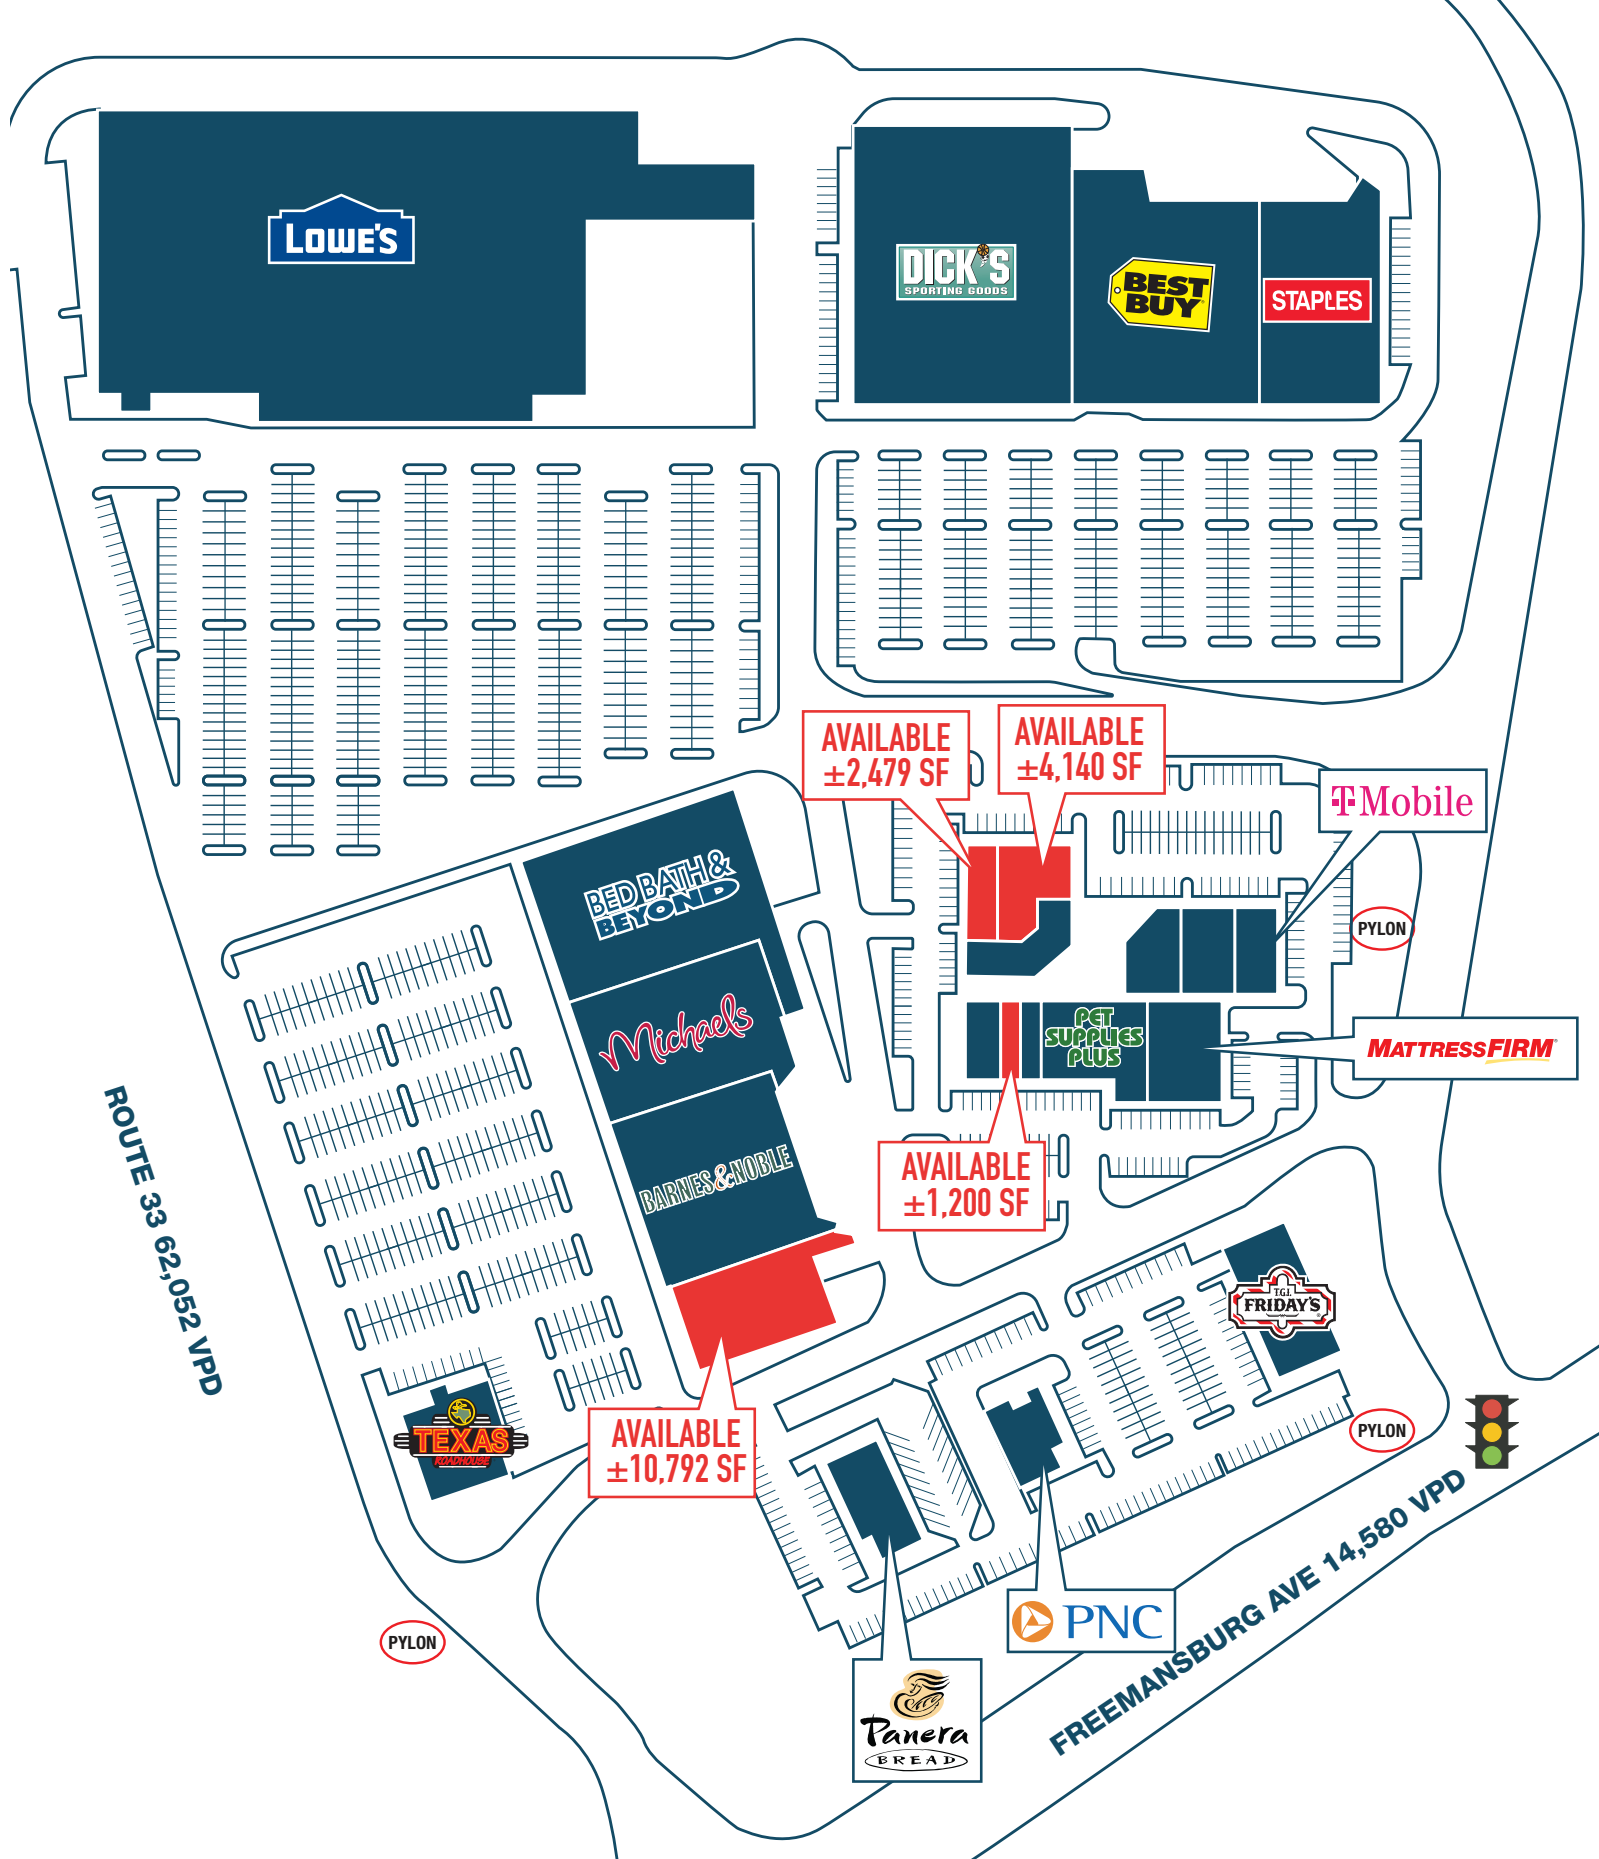 LOWE'S
DICK'S
SPORTING GOODS
BEST
BUY
STAPLES
AVAILABLE
±2,479 SF
AVAILABLE
±4,140 SF
T Mobile
BED BATH &
BEYOND
PYLON
Michaels
PET
SUPPLIES
PLUS
MATTRESSFIRM
BARNES&NOBLE
AVAILABLE
±1,200 SF
ROUTE 33 62,052 VPD
T.G.I.
FRIDAY'S
TEXAS
ROADHOUSE
AVAILABLE
±10,792 SF
PYLON
FREEMANSBURG AVE 14,580 VPD
PNC
PYLON
Panera
BREAD